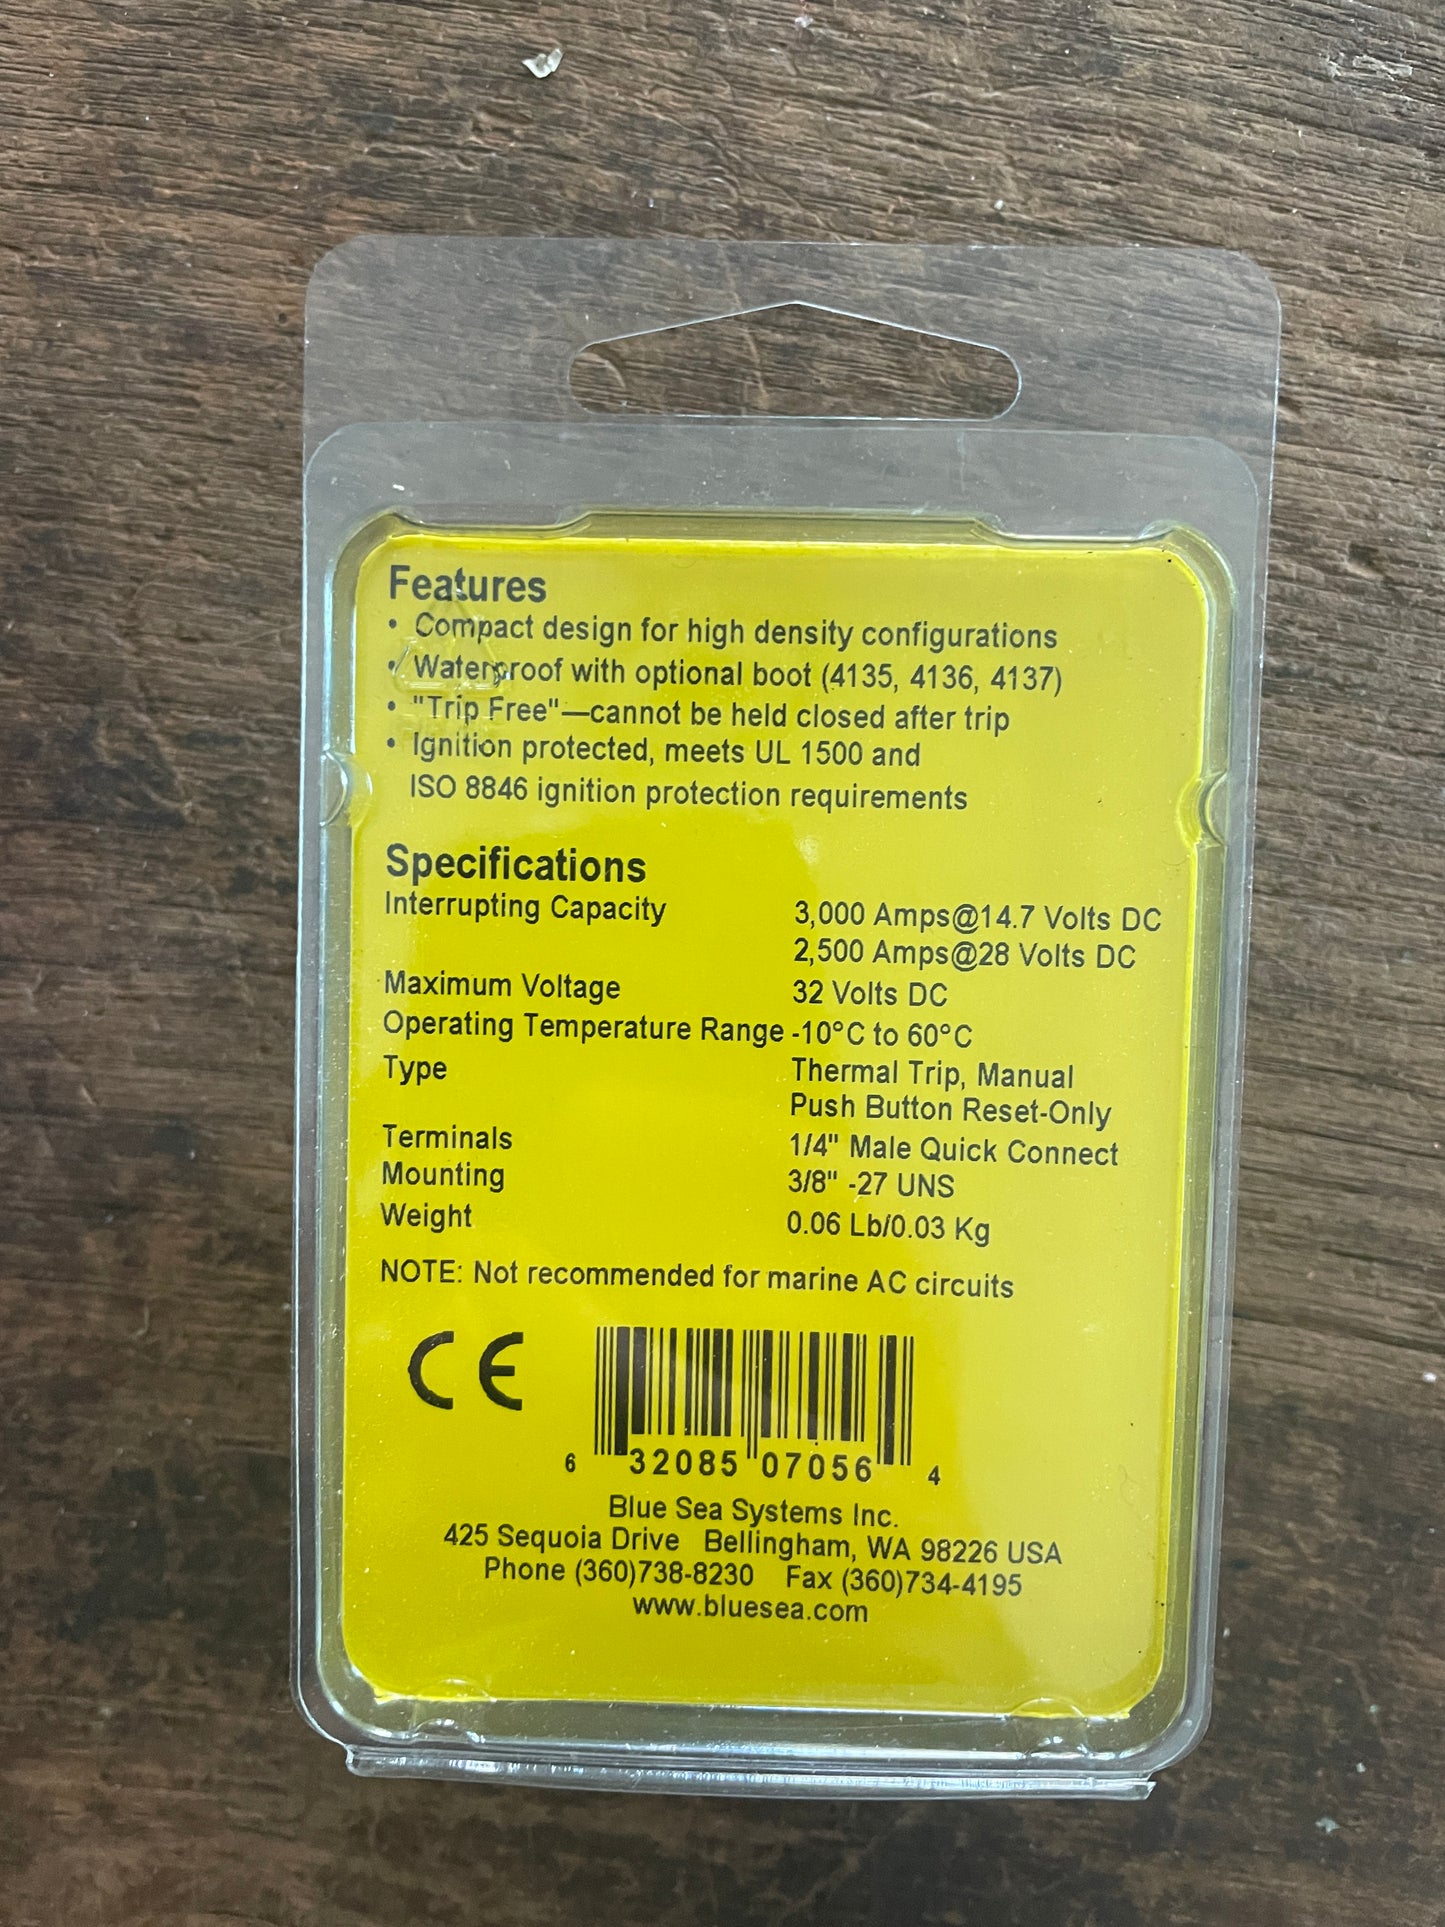 Features
• Compact design for high density configurations
• Waterproof with optional boot (4135, 4136, 4137)
• "Trip Free"—cannot be held closed after trip
• Ignition protected, meets UL 1500 and
ISO 8846 ignition protection requirements
Specifications
Interrupting Capacity 3,000 Amps@14.7 Volts DC
2,500 Amps@28 Volts DC
Maximum Voltage 32 Volts DC
Operating Temperature Range -10°C to 60°C
Type Thermal Trip, Manual
Push Button Reset-Only
Terminals 1/4" Male Quick Connect
Mounting 3/8" -27 UNS
Weight 0.06 Lb/0.03 Kg
NOTE: Not recommended for marine AC circuits
CE
6 32085 07056 4
Blue Sea Systems Inc.
425 Sequoia Drive Bellingham, WA 98226 USA
Phone (360)738-8230 Fax (360)734-4195
www.bluesea.com